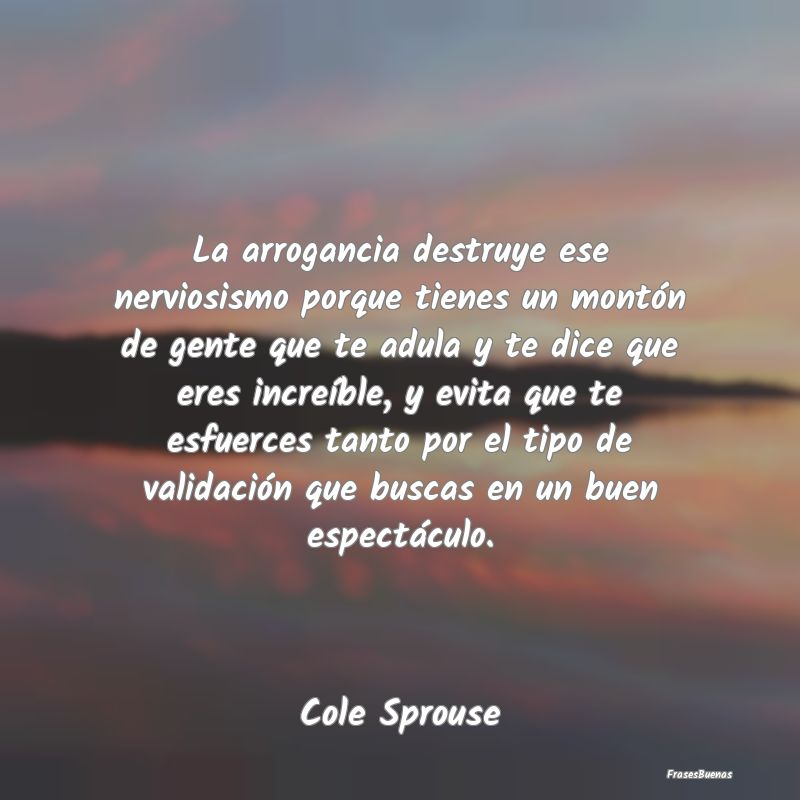 La arrogancia destruye ese
nerviosismo porque tienes un montón
de gente que te adula y te dice que
eres increíble, y evita que te
esfuerces tanto por el tipo de
validación que buscas en un buen
espectáculo.
Cole Sprouse
FrasesBuenas